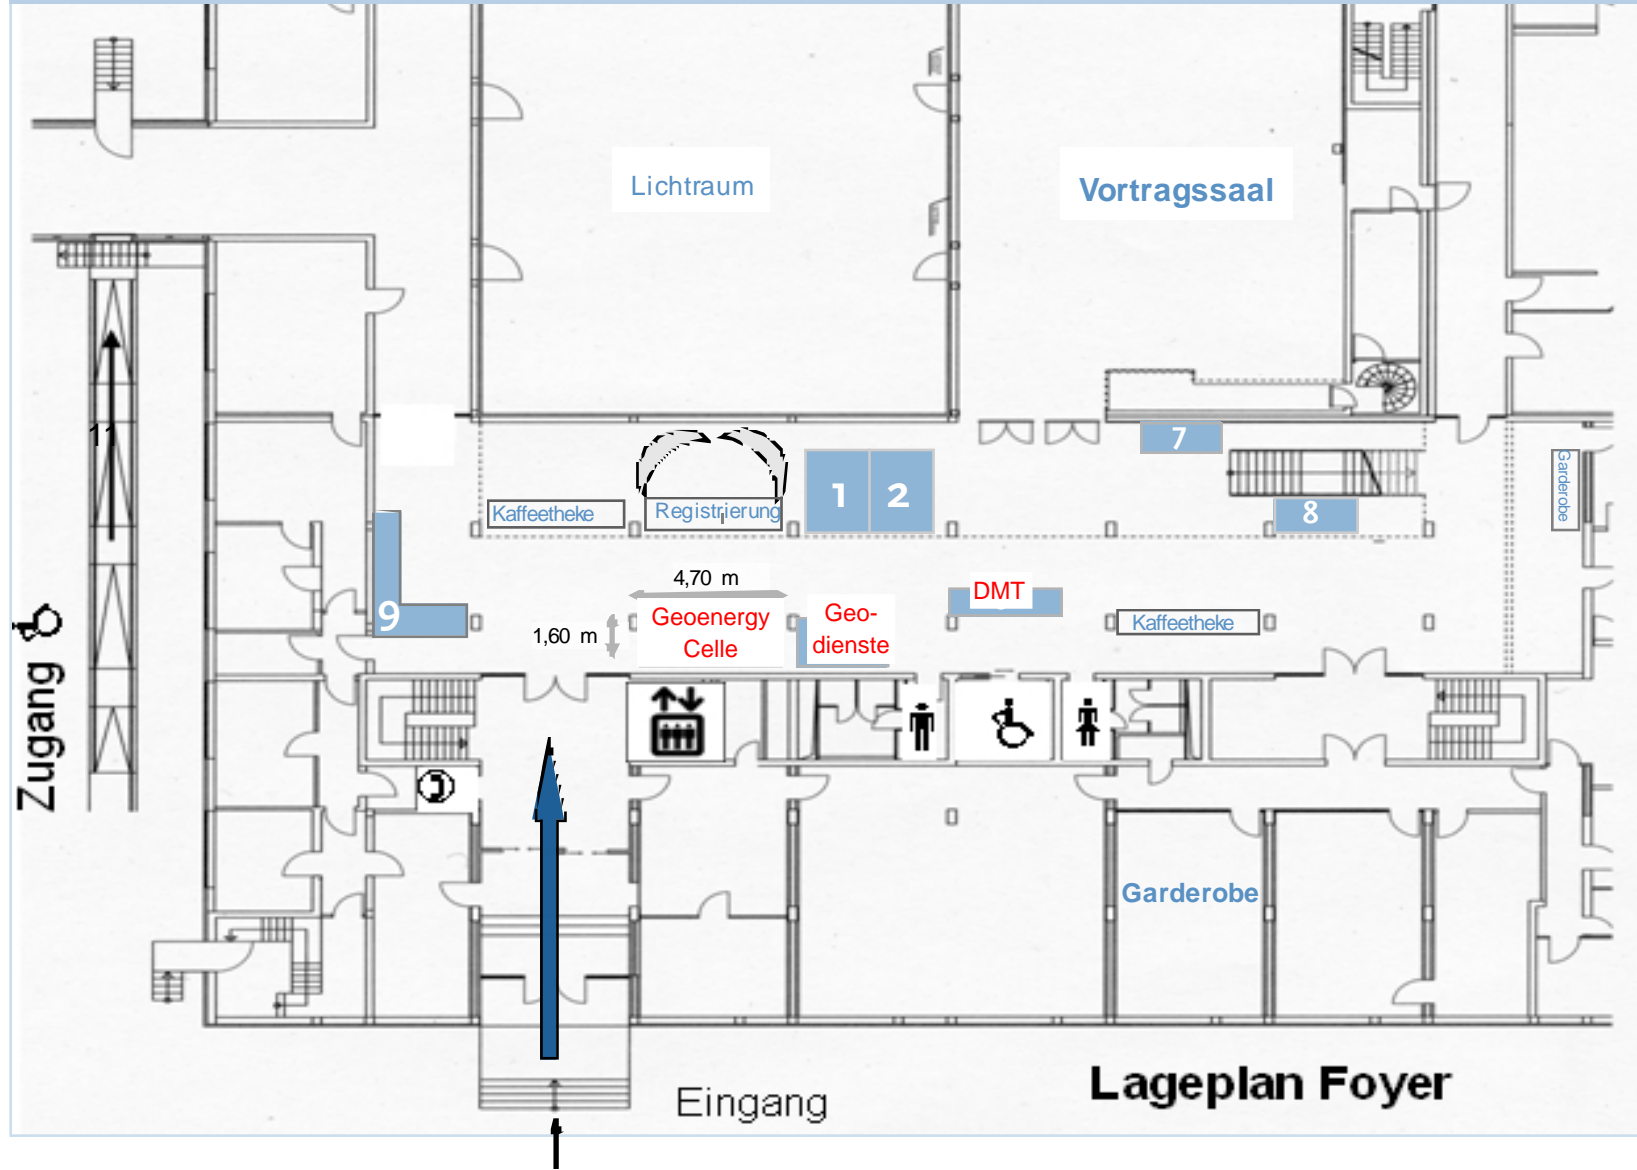 Lichtraum
Vortragssaal
11
7
Garderobe
1
2
Kaffeetheke
Registrierung
8
4,70 m
DMT
9
1,60 m
Geoenergy
Celle
Geo-
dienste
Kaffeetheke
Zugang
Garderobe
Lageplan Foyer
Eingang